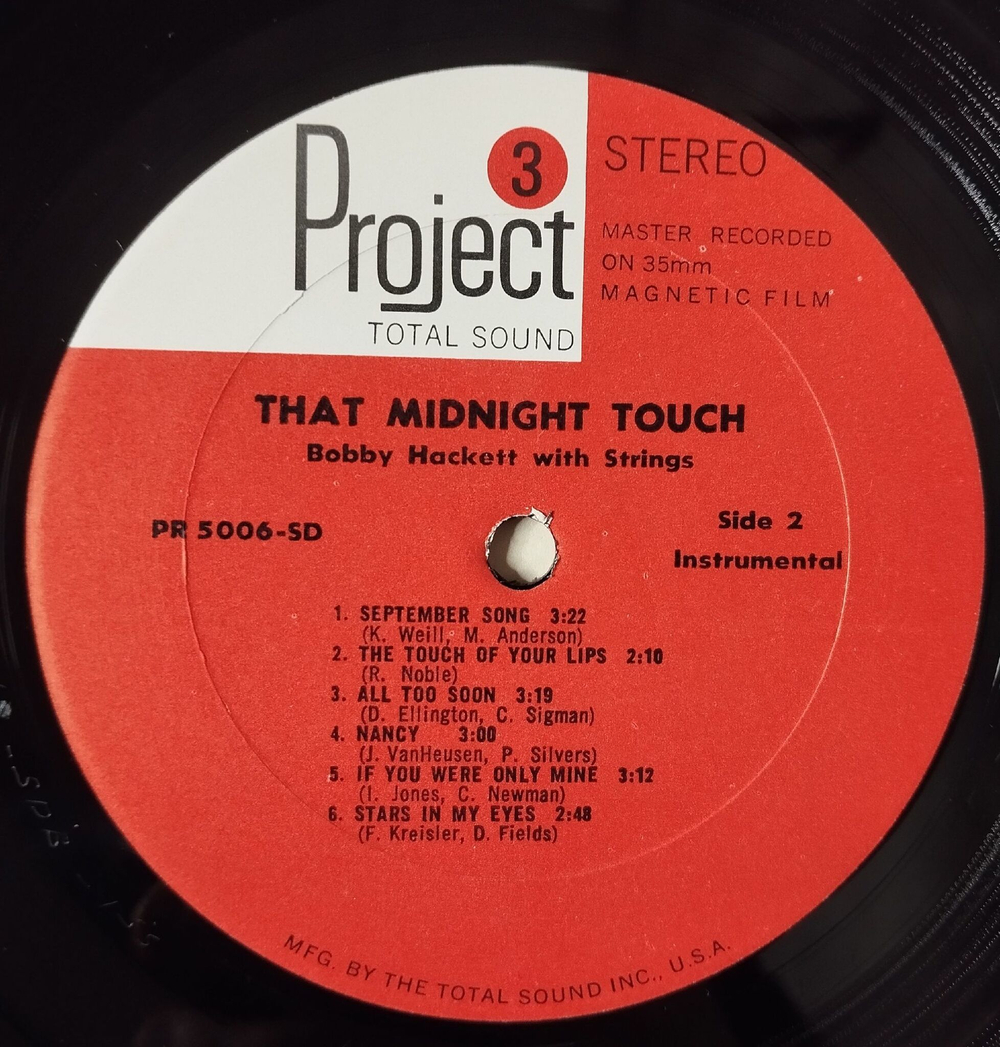 3
Project
TOTAL SOUND
STEREO
MASTER RECORDED
ON 35mm
MAGNETIC FILM
THAT MIDNIGHT TOUCH
Bobby Hackett with Strings
PR 5006-SD
Side 2
Instrumental
1. SEPTEMBER SONG 3:22
(K. Weill, M. Anderson)
2. THE TOUCH OF YOUR LIPS 2:10
(R. Noble)
3. ALL TOO SOON 3:19
(D. Ellington, C. Sigman)
4. NANCY 3:00
(J. VanHeusen, P. Silvers)
5. IF YOU WERE ONLY MINE 3:12
(I. Jones, C. Newman)
6. STARS IN MY EYES 2:48
(F. Kreisler, D. Fields)
MFG. BY THE TOTAL SOUND INC., U.S.A.